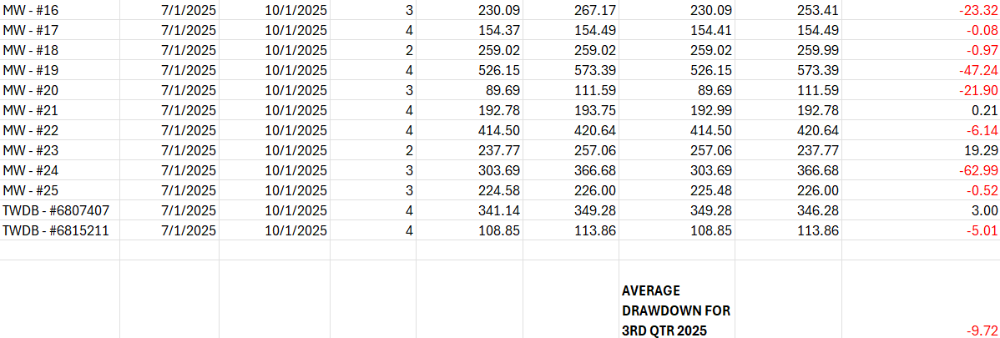 MW - #16 7/1/2025 10/1/2025 3 230.09 267.17 230.09 253.41 -23.32
MW - #17 7/1/2025 10/1/2025 4 154.37 154.49 154.41 154.49 -0.08
MW - #18 7/1/2025 10/1/2025 2 259.02 259.02 259.02 259.99 -0.97
MW - #19 7/1/2025 10/1/2025 4 526.15 573.39 526.15 573.39 -47.24
MW - #20 7/1/2025 10/1/2025 3 89.69 111.59 89.69 111.59 -21.90
MW - #21 7/1/2025 10/1/2025 4 192.78 193.75 192.99 192.78 0.21
MW - #22 7/1/2025 10/1/2025 4 414.50 420.64 414.50 420.64 -6.14
MW - #23 7/1/2025 10/1/2025 2 237.77 257.06 257.06 237.77 19.29
MW - #24 7/1/2025 10/1/2025 3 303.69 366.68 303.69 366.68 -62.99
MW - #25 7/1/2025 10/1/2025 3 224.58 226.00 225.48 226.00 -0.52
TWDB - #6807407 7/1/2025 10/1/2025 4 341.14 349.28 349.28 346.28 3.00
TWDB - #6815211 7/1/2025 10/1/2025 4 108.85 113.86 108.85 113.86 -5.01
AVERAGE
DRAWDOWN FOR
3RD QTR 2025 -9.72